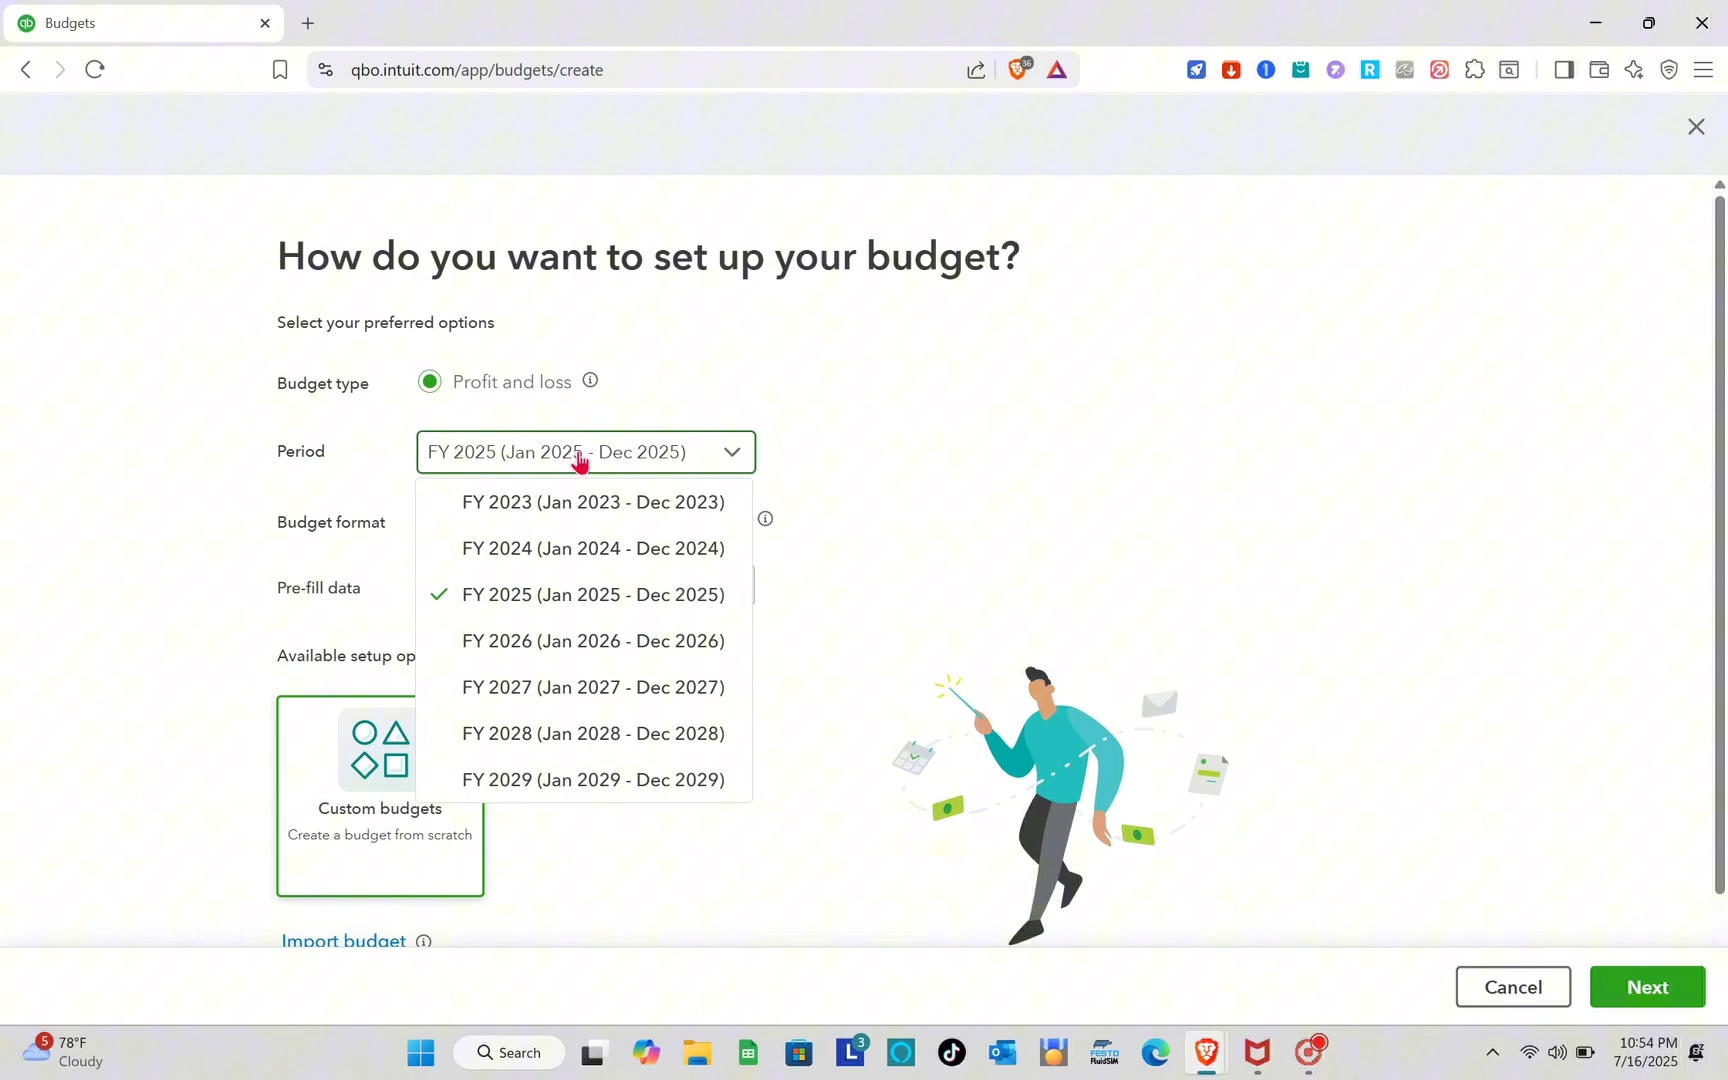 Budgets
qbo.intuit.com/app/budgets/create
36
How do you want to set up your budget?
Select your preferred options
Budget type
Profit and loss
Period
FY 2025 (Jan 2025 - Dec 2025)
FY 2023 (Jan 2023 - Dec 2023)
Budget format
FY 2024 (Jan 2024 - Dec 2024)
Pre-fill data
FY 2025 (Jan 2025 - Dec 2025)
FY 2026 (Jan 2026 - Dec 2026)
Available setup op
FY 2027 (Jan 2027 - Dec 2027)
FY 2028 (Jan 2028 - Dec 2028)
FY 2029 (Jan 2029 - Dec 2029)
Custom budgets
Create a budget from scratch
Import budget
Cancel
Next
5
78°F
Cloudy
Search
L
3
FESTO
FluidSIM
10:54 PM
7/16/2025